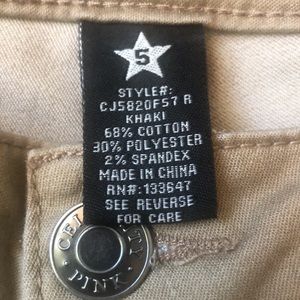 5
STYLE#:
CJ5820F57 R
KHAKI
68% COTTON
30% POLYESTER
2% SPANDEX
MADE IN CHINA
RN#: 133647
SEE REVERSE
FOR CARE
PINK